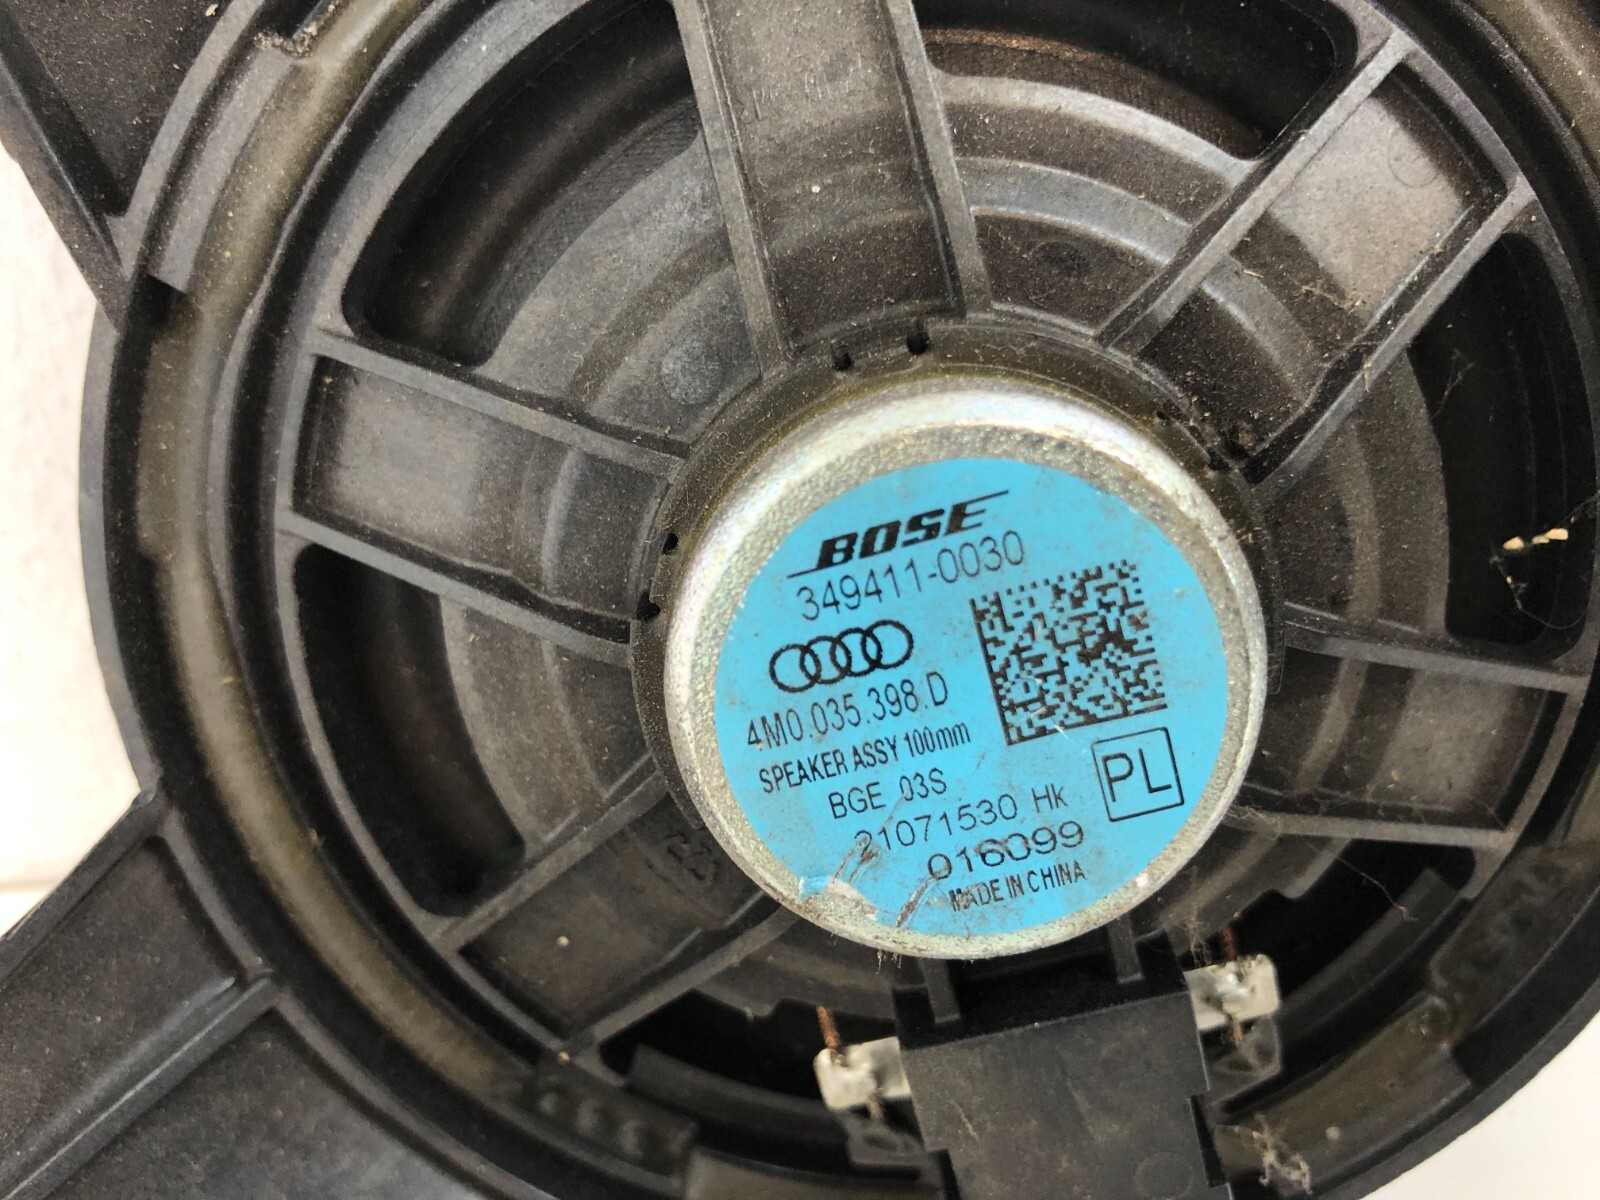 BOSE
349411-0030
4M0.035.398.D
SPEAKER ASSY 100mm
BGE 03S
PL
21071530 Hk
016099
MADE IN CHINA